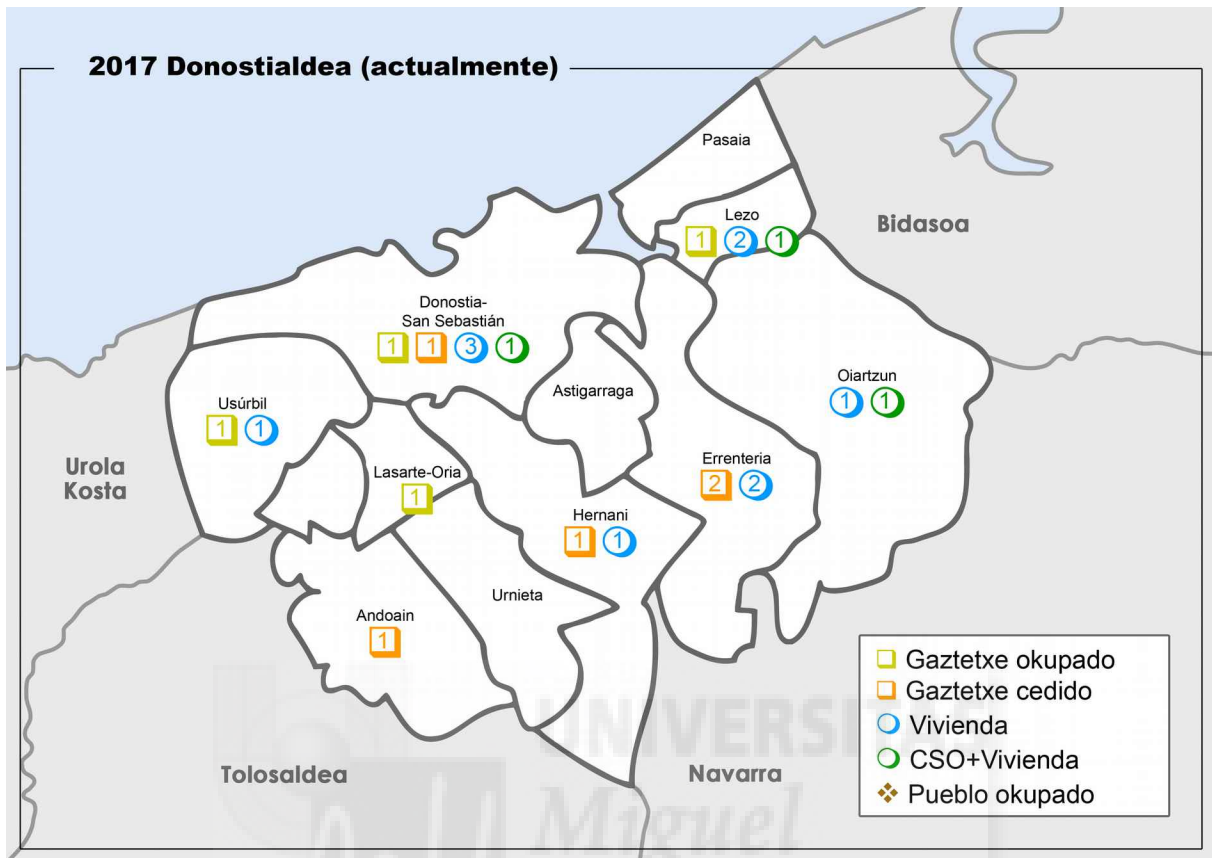 2017 Donostialdea (actualmente)
Pasaia
Lezo
1 2 1
Bidasoa
Donostia-
San Sebastián
1 1 3 1
Astigarraga
Oiartzun
1 1
Usúrbil
1 1
Urola
Kosta
Lasarte-Oria
1
Errenteria
2 2
Hernani
1 1
Urnieta
Andoain
1
Tolosaldea
Navarra
Gaztetxe okupado
Gaztetxe cedido
Vivienda
CSO+Vivienda
Pueblo okupado
UNIVERSITAS
Miguel